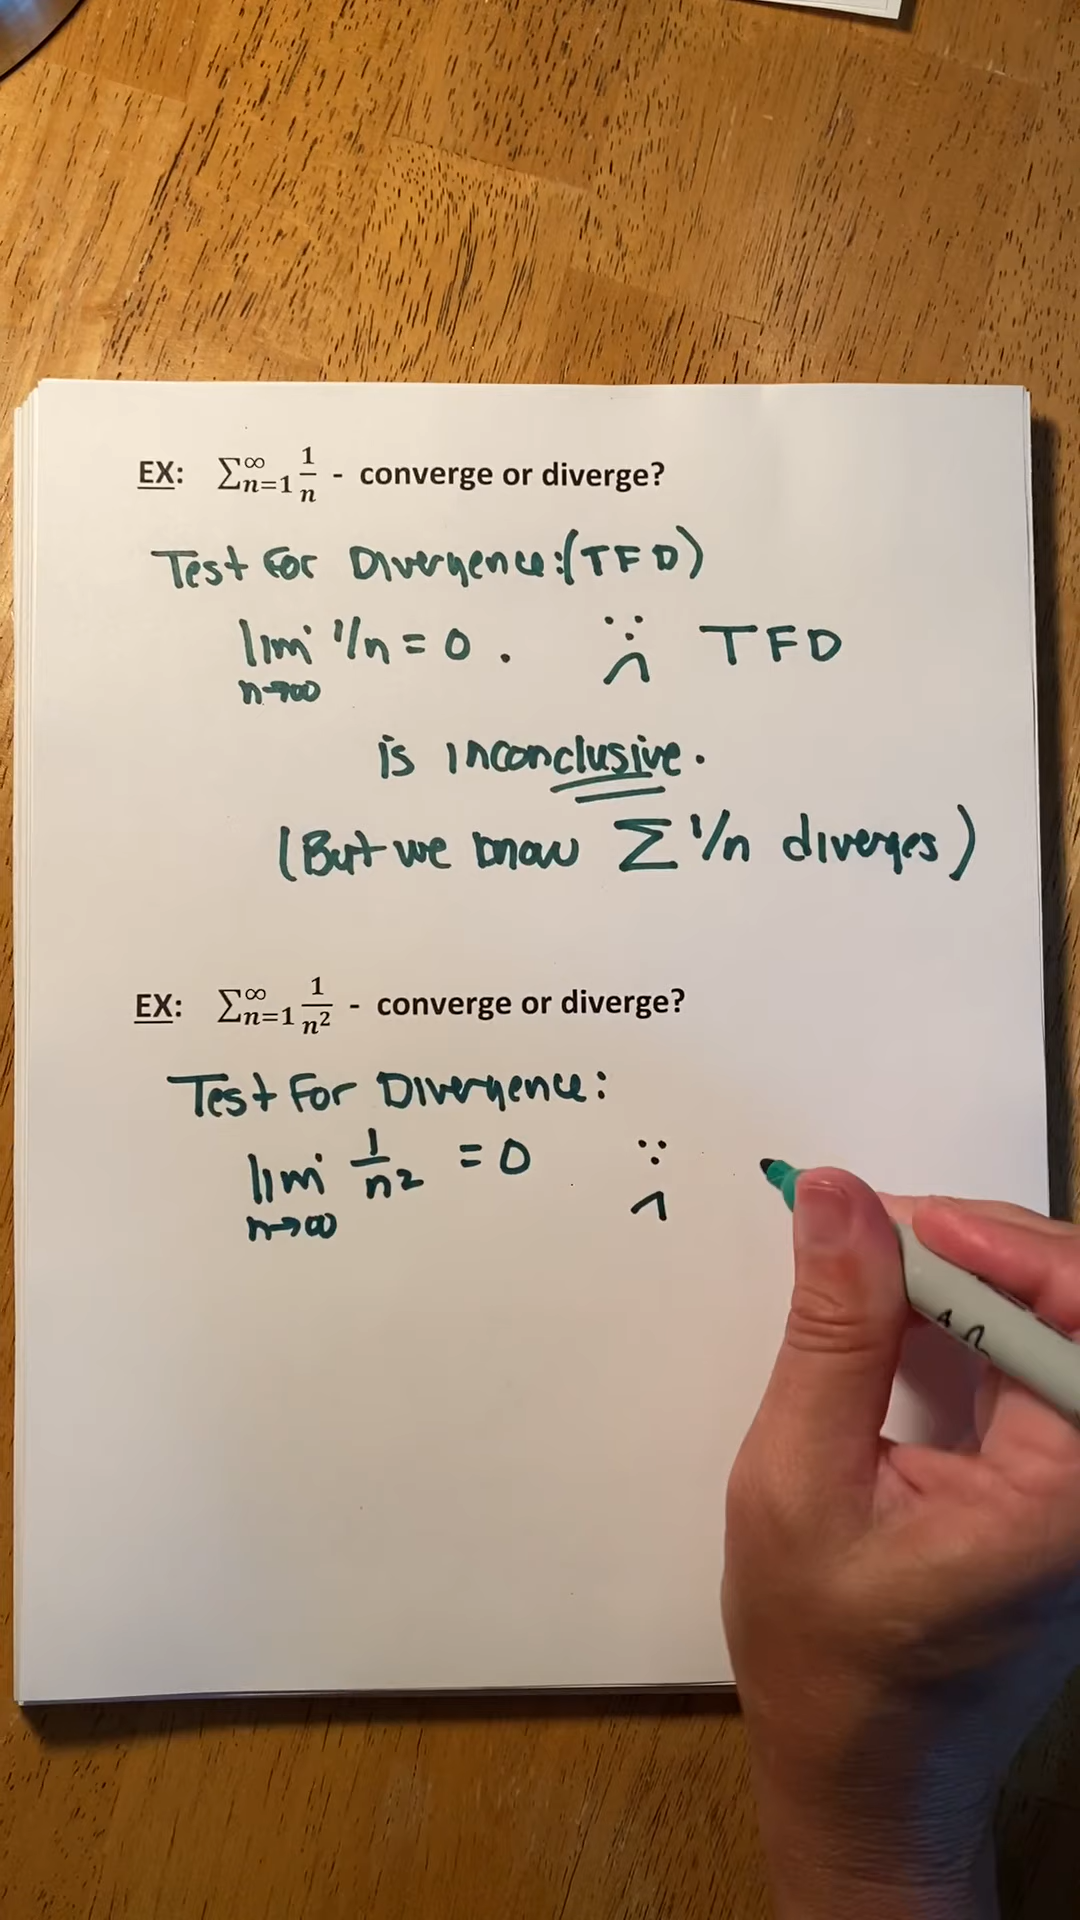 EX: ∑∞n=1 1/n - converge or diverge?
Test For Divergence:(TFD)
lim n→∞ 1/n = 0 . TFD
is inconclusive.
(But we know ∑ 1/n diverges)
EX: ∑∞n=1 1/n² - converge or diverge?
Test For Divergence:
lim n→∞ 1/n² = 0